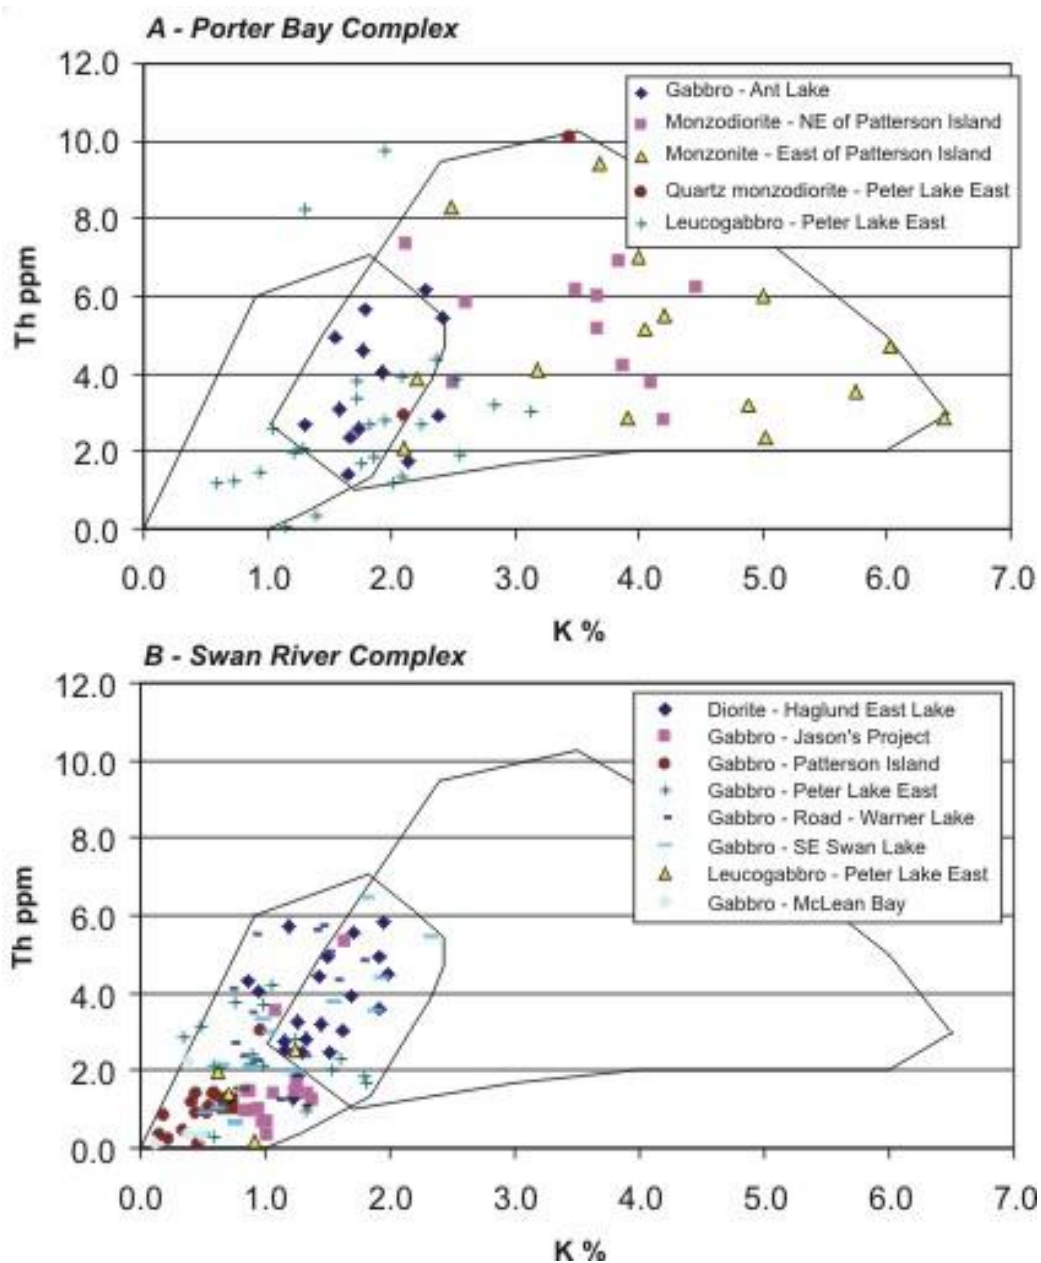 A - Porter Bay Complex
12.0
10.0
8.0
6.0
4.0
2.0
0.0
Th ppm
Gabbro - Ant Lake
Monzodiorite - NE of Patterson Island
Monzonite - East of Patterson Island
Quartz monzodiorite - Peter Lake East
Leucogabbro - Peter Lake East
0.0 1.0 2.0 3.0 4.0 5.0 6.0 7.0
K %
B - Swan River Complex
12.0
10.0
8.0
6.0
4.0
2.0
0.0
Th ppm
Diorite - Haglund East Lake
Gabbro - Jason's Project
Gabbro - Patterson Island
Gabbro - Peter Lake East
Gabbro - Road - Warner Lake
Gabbro - SE Swan Lake
Leucogabbro - Peter Lake East
Gabbro - McLean Bay
0.0 1.0 2.0 3.0 4.0 5.0 6.0 7.0
K %